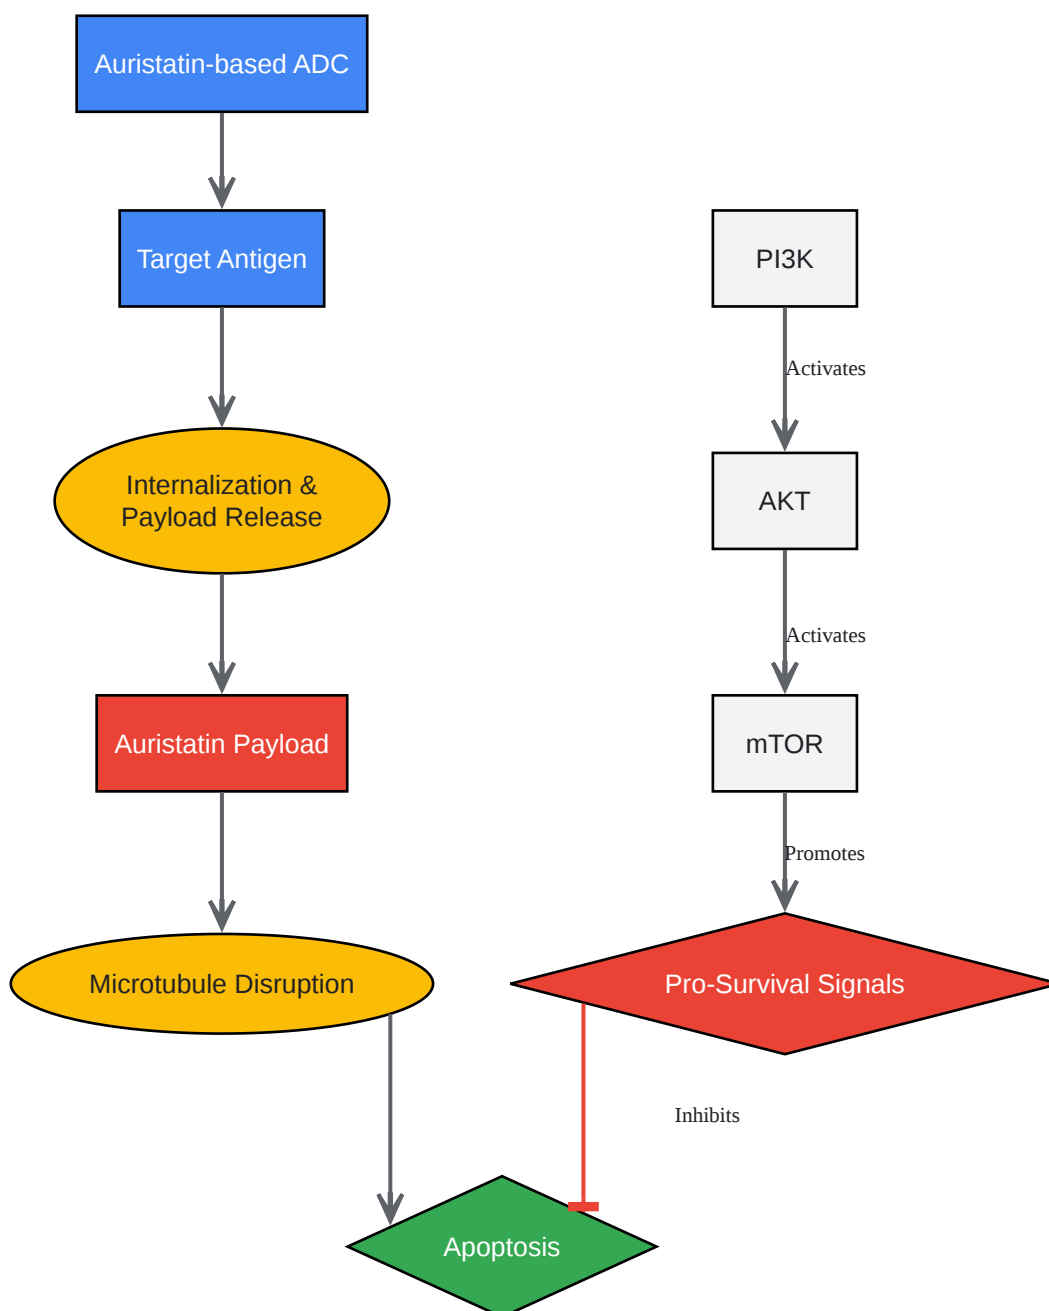 Auristatin-based ADC
Target Antigen
PI3K
Activates
Internalization &
Payload Release
AKT
Activates
Auristatin Payload
mTOR
Promotes
Microtubule Disruption
Pro-Survival Signals
Inhibits
Apoptosis